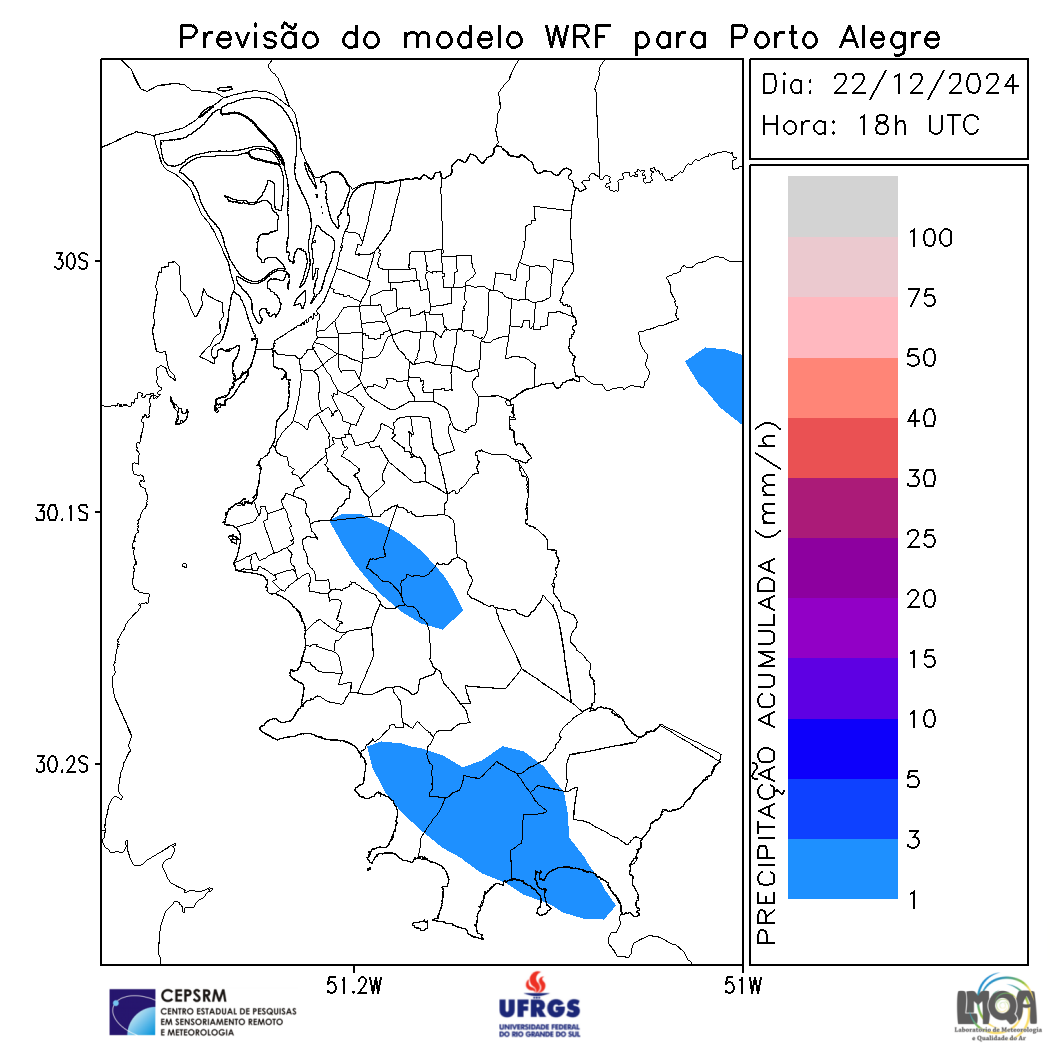 Previsão do modelo WRF para Porto Alegre
Dia: 22/12/2024
Hora: 18h UTC
30S
30.1S
30.2S
51.2W
51W
PRECIPITAÇÃO ACUMULADA (mm/h)
100
75
50
40
30
25
20
15
10
5
3
1
CEPSRM
CENTRO ESTADUAL DE PESQUISAS
EM SENSORIAMENTO REMOTO
E METEOROLOGIA
UFRGS
UNIVERSIDADE FEDERAL
DO RIO GRANDE DO SUL
LMQA
Laboratório de Meteorologia
e Qualidade do Ar